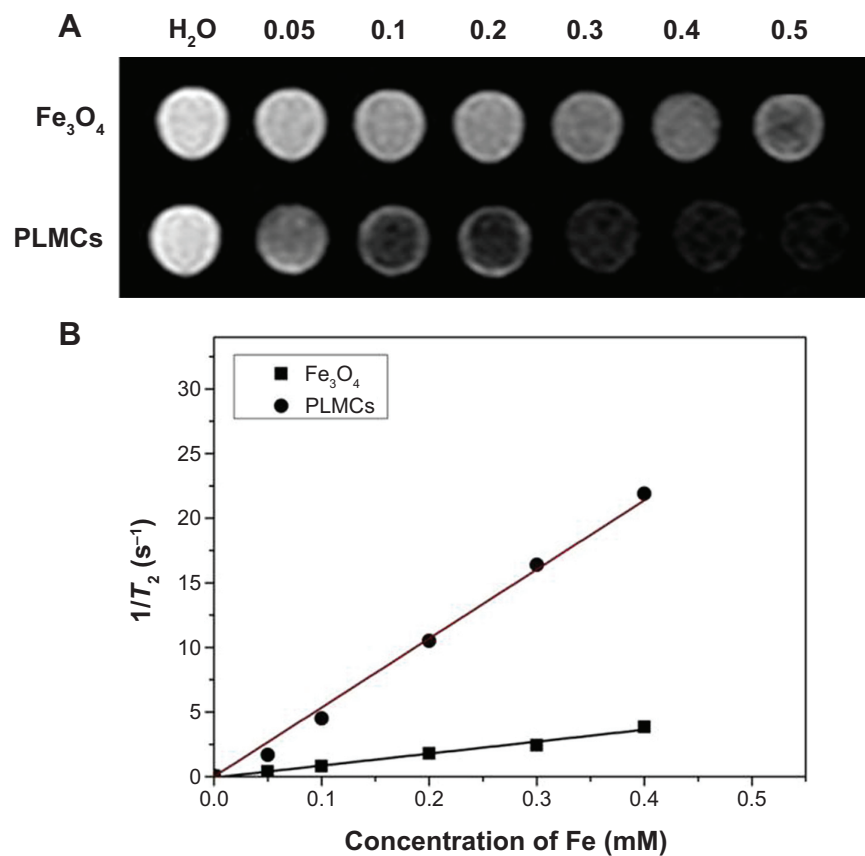 A
H₂O 0.05 0.1 0.2 0.3 0.4 0.5
Fe₃O₄
PLMCs
B
Fe₃O₄
PLMCs
30
25
20
15
10
5
0
1/T₂ (s⁻¹)
0.0 0.1 0.2 0.3 0.4 0.5
Concentration of Fe (mM)